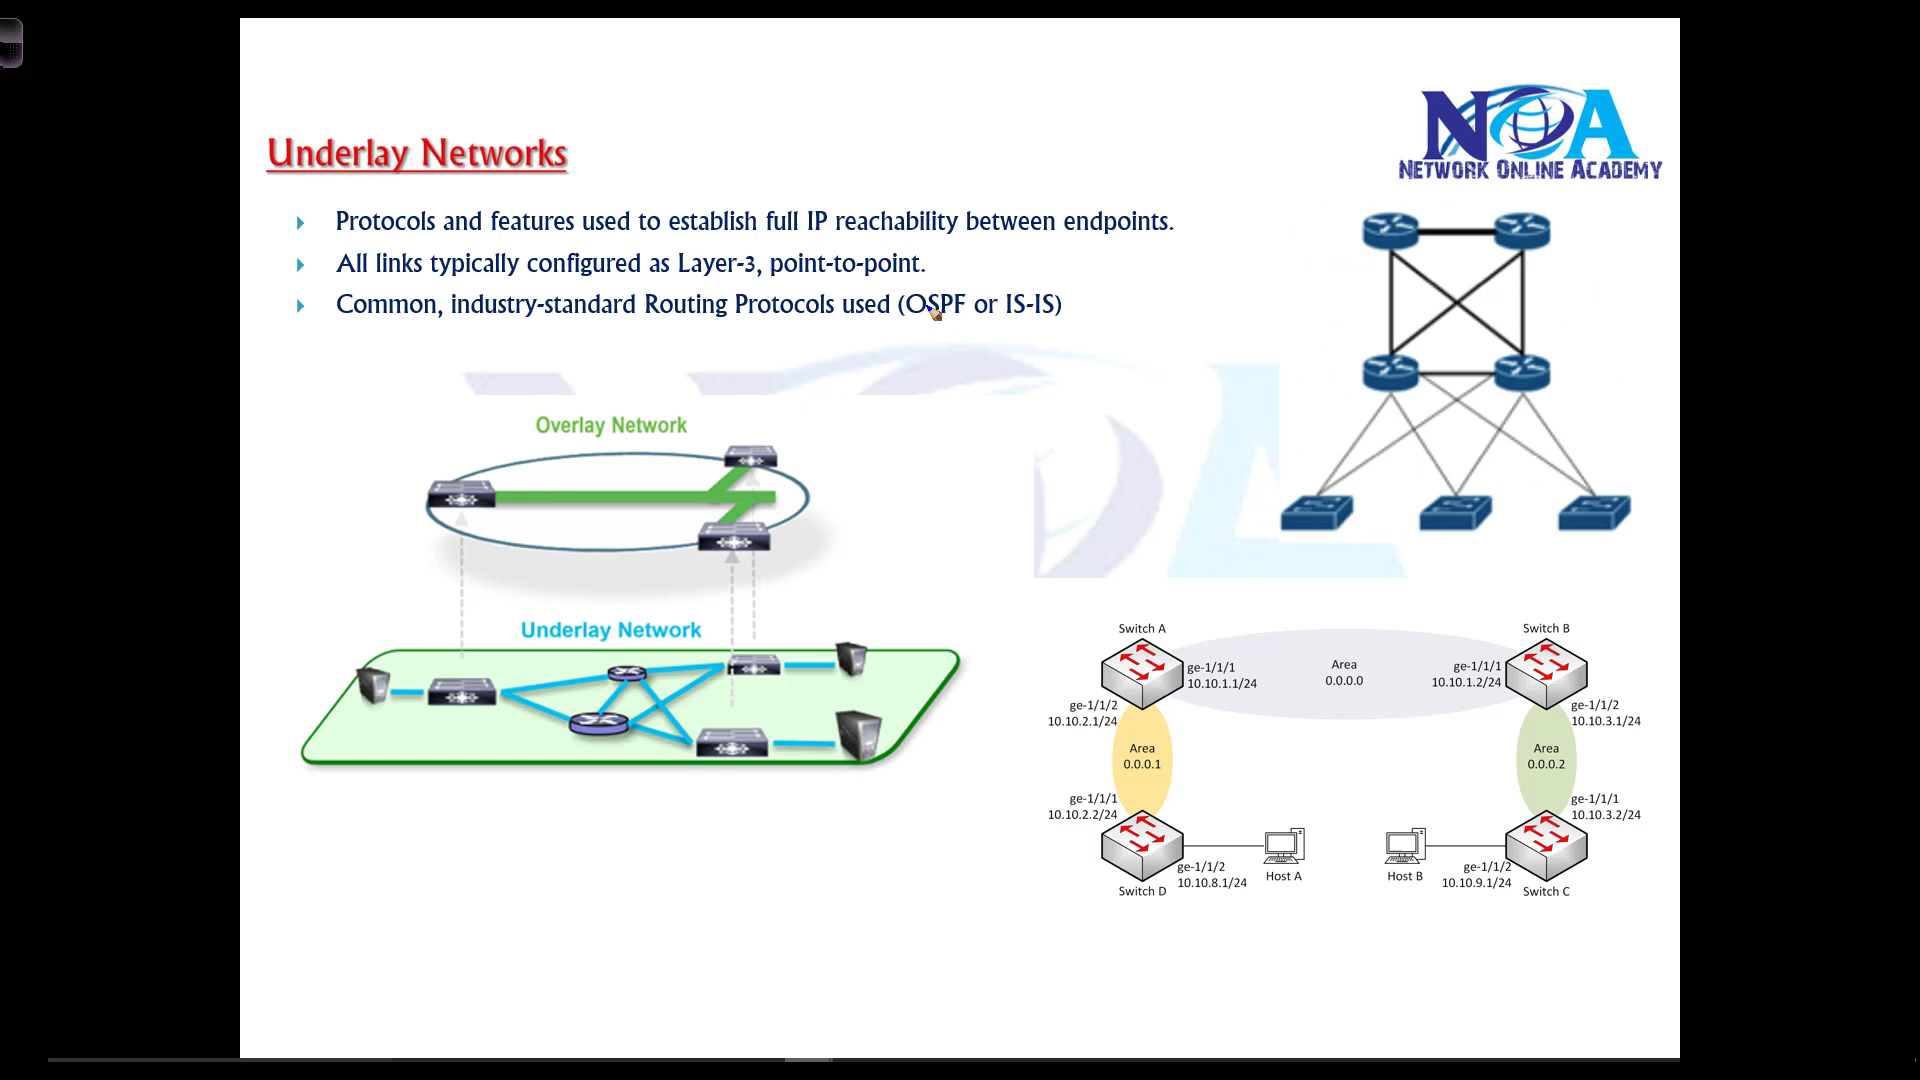 NOA
NETWORK ONLINE ACADEMY
Underlay Networks
Protocols and features used to establish full IP reachability between endpoints.
All links typically configured as Layer-3, point-to-point.
Common, industry-standard Routing Protocols used (OSPF or IS-IS)
Overlay Network
Underlay Network
Switch A
Switch B
ge-1/1/1
10.10.1.1/24
Area
0.0.0.0
ge-1/1/1
10.10.1.2/24
ge-1/1/2
10.10.2.1/24
ge-1/1/2
10.10.3.1/24
Area
0.0.0.1
Area
0.0.0.2
ge-1/1/1
10.10.2.2/24
ge-1/1/1
10.10.3.2/24
ge-1/1/2
10.10.8.1/24
Host A
Host B
ge-1/1/2
10.10.9.1/24
Switch D
Switch C